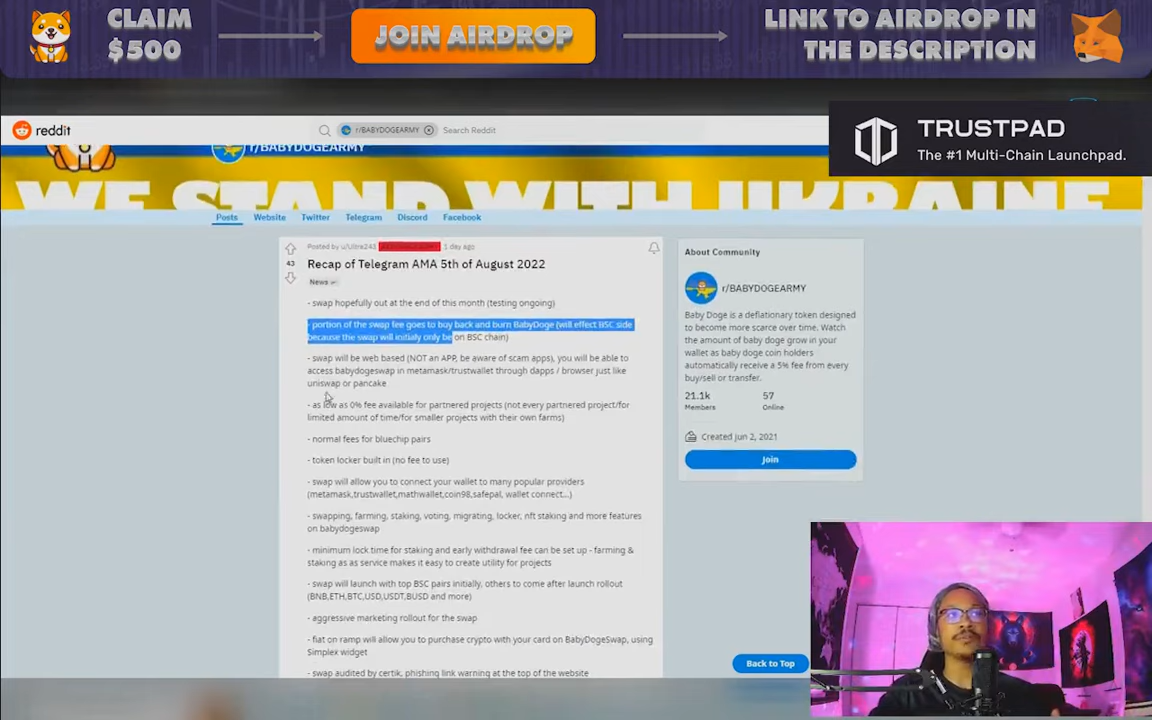 CLAIM
$500
JOIN AIRDROP
LINK TO AIRDROP IN
THE DESCRIPTION
reddit
r/BABYDOGEARMY
Search Reddit
TRUSTPAD
The #1 Multi-Chain Launchpad.
r/BABYDOGEARMY
WE STAND WITH UKRAINE
Posts
Website
Twitter
Telegram
Discord
Facebook
Posted by u/Ultra243
1 day ago
43
Recap of Telegram AMA 5th of August 2022
News
- swap hopefully out at the end of this month (testing ongoing)
- portion of the swap fee goes to buy back and burn BabyDoge (will effect BSC side
because the swap will initialy only be on BSC chain)
- swap will be web based (NOT an APP, be aware of scam apps), you will be able to
access babydogeswap in metamask/trustwallet through dapps / browser just like
uniswap or pancake
- as low as 0% fee available for partnered projects (not every partnered project/for
limited amount of time/for smaller projects with their own farms)
- normal fees for bluechip pairs
- token locker built in (no fee to use)
- swap will allow you to connect your wallet to many popular providers
(metamask,trustwallet,mathwallet,coin98,safepal, wallet connect...)
- swapping, farming, staking, voting, migrating, locker, nft staking and more features
on babydogeswap
- minimum lock time for staking and early withdrawal fee can be set up - farming &
staking as as service makes it easy to create utility for projects
- swap will launch with top BSC pairs initially, others to come after launch rollout
(BNB,ETH,BTC,USD,USDT,BUSD and more)
- aggressive marketing rollout for the swap
- fiat on ramp will allow you to purchase crypto with your card on BabyDogeSwap, using
Simplex widget
- swap audited by certik, phishing link warning at the top of the website
About Community
r/BABYDOGEARMY
Baby Doge is a deflationary token designed
to become more scarce over time. Watch
the amount of baby doge grow in your
wallet as baby doge coin holders
automatically receive a 5% fee from every
buy/sell or transfer.
21.1k
57
Members
Online
Created Jun 2, 2021
Join
Back to Top